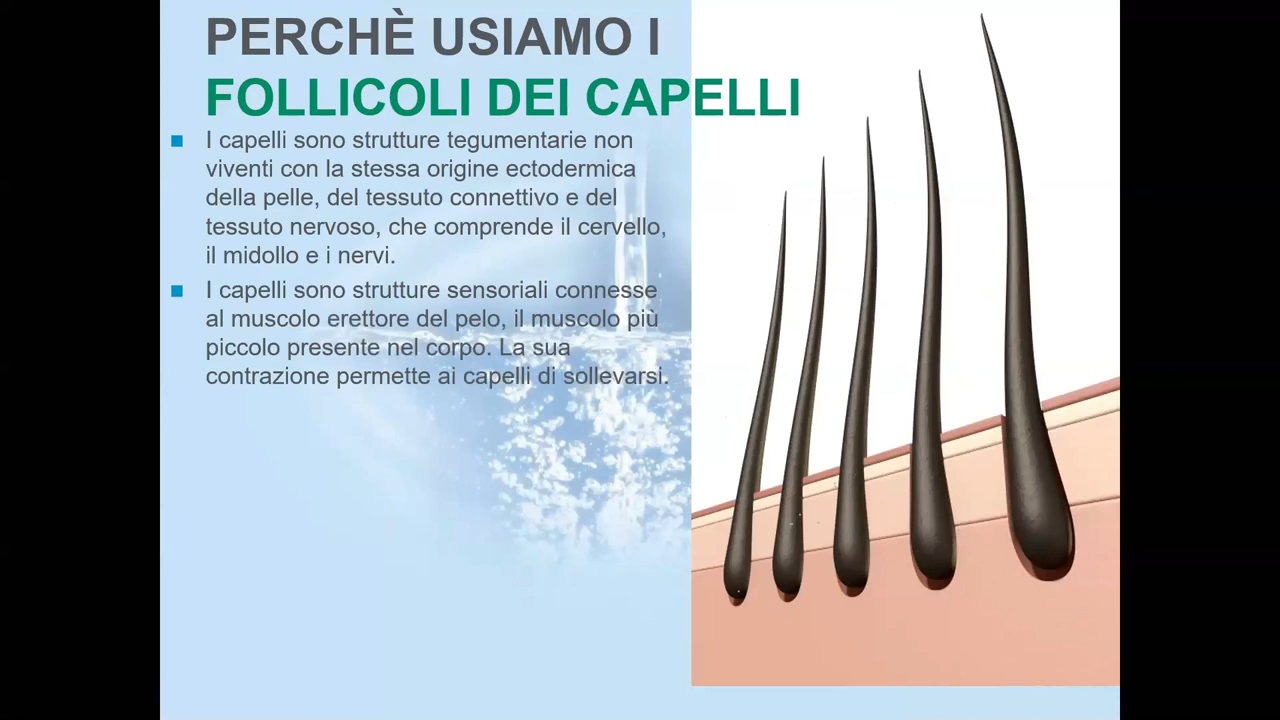 PERCHÈ USIAMO I
FOLLICOLI DEI CAPELLI
I capelli sono strutture tegumentarie non
viventi con la stessa origine ectodermica
della pelle, del tessuto connettivo e del
tessuto nervoso, che comprende il cervello,
il midollo e i nervi.
I capelli sono strutture sensoriali connesse
al muscolo erettore del pelo, il muscolo più
piccolo presente nel corpo. La sua
contrazione permette ai capelli di sollevarsi.